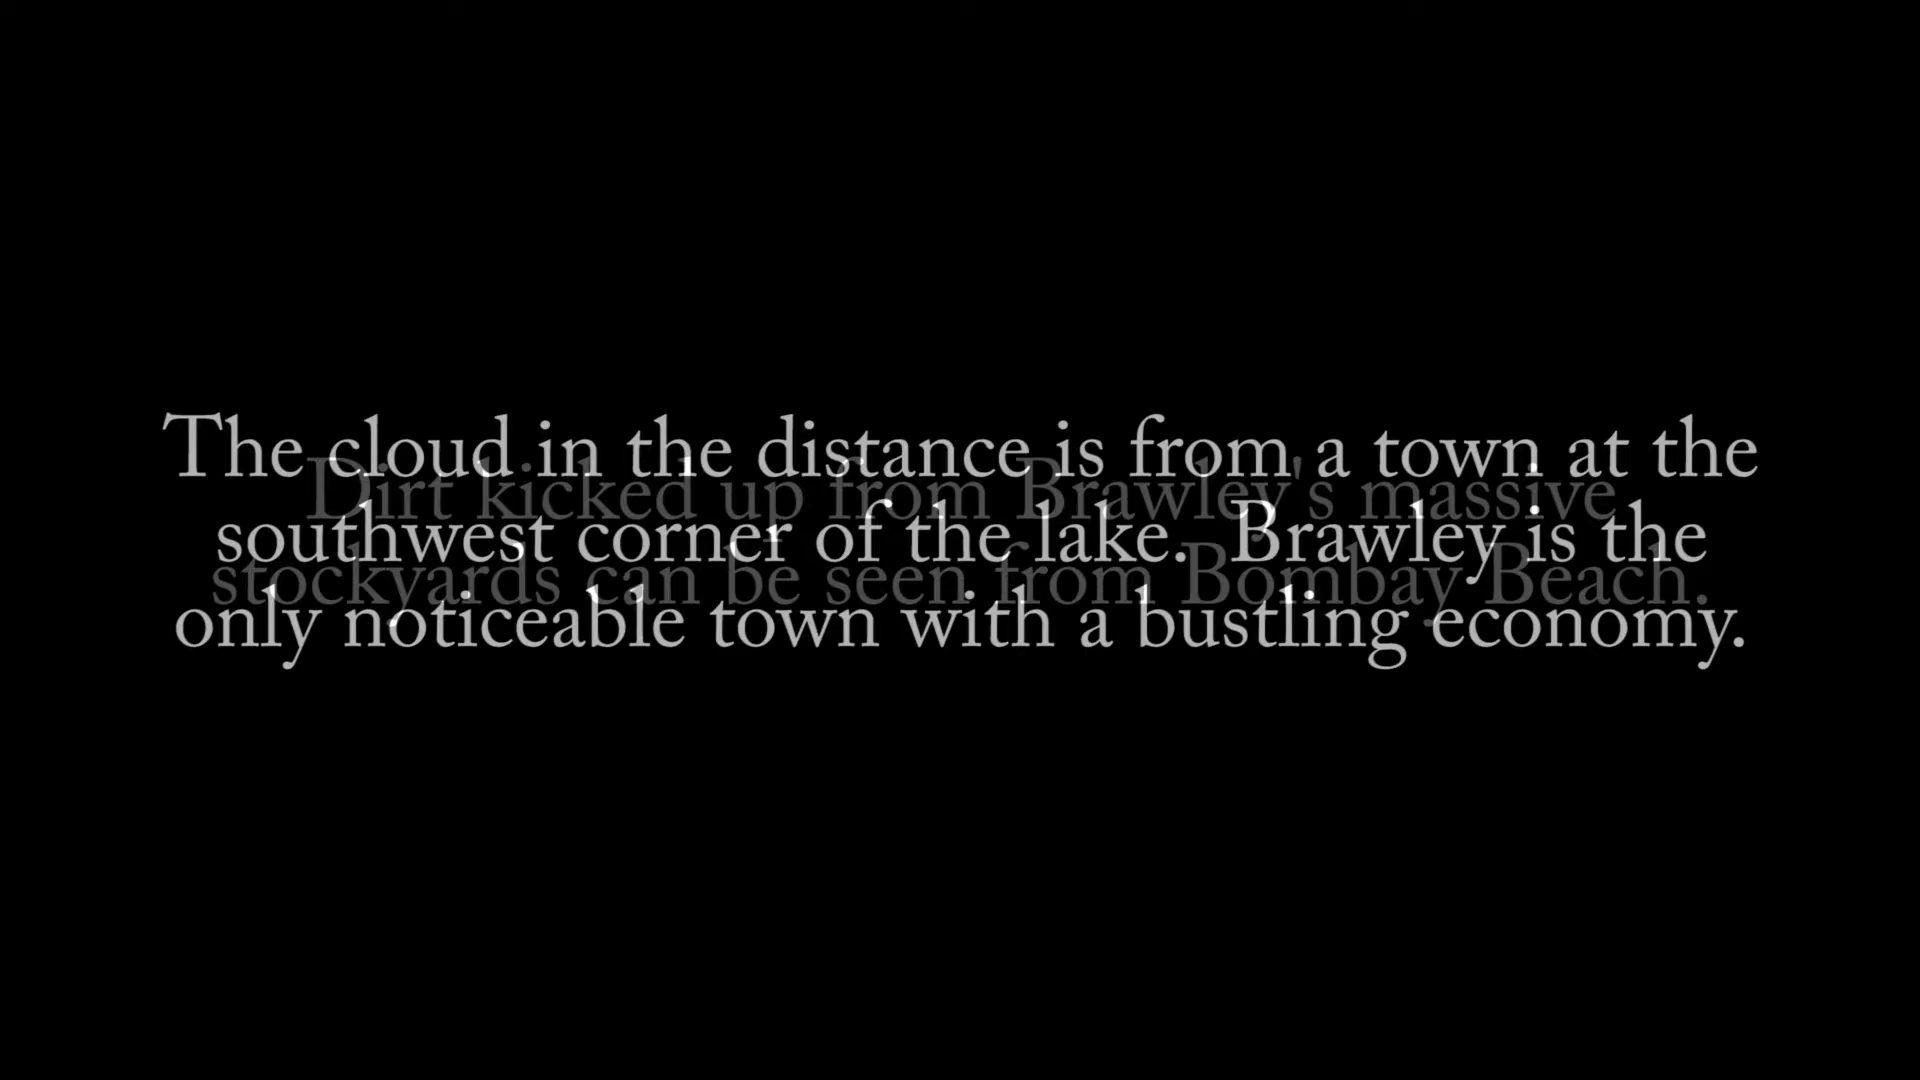 The cloud in the distance is from a town at the
southwest corner of the lake.  Brawley is the
only noticeable town with a bustling economy.
Dirt kicked up from Brawley's massive
stockyards can be seen from Bombay Beach.